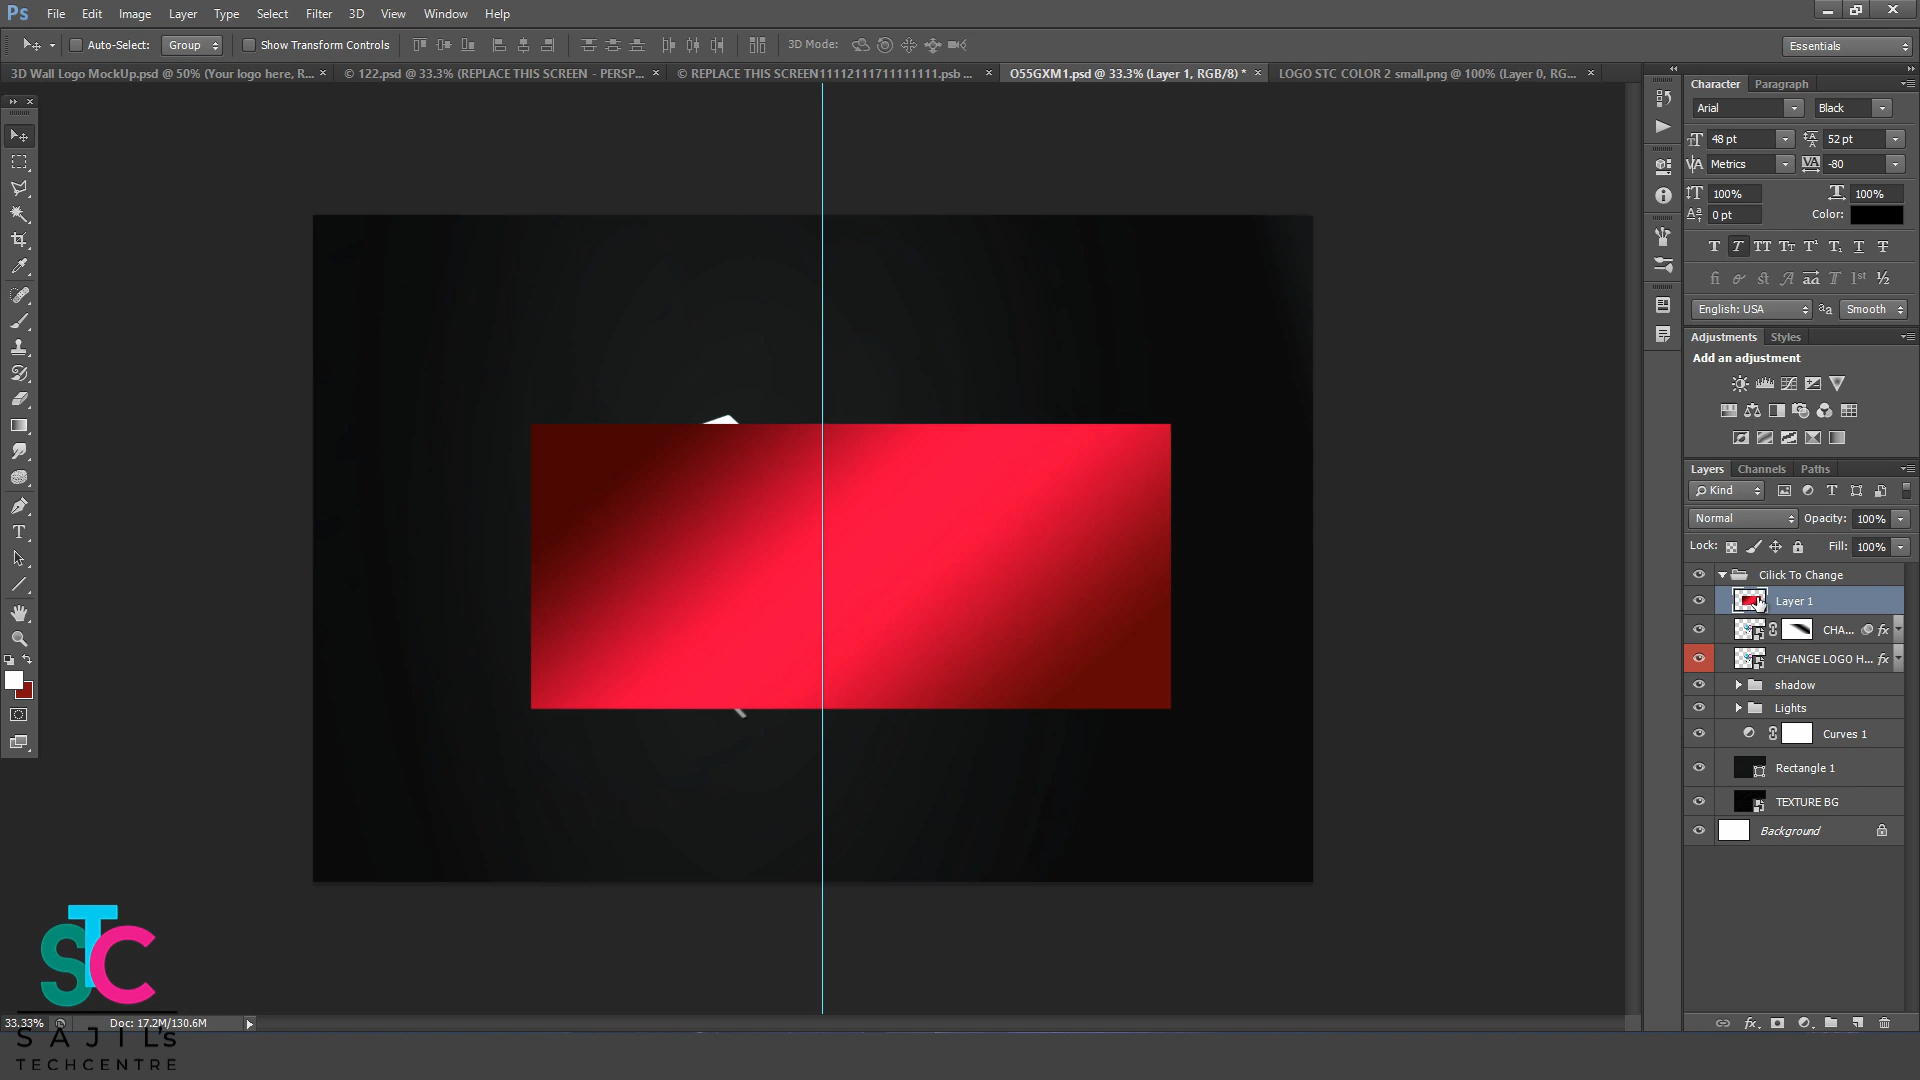 Ps File Edit Image Layer Type Select Filter 3D View Window Help
Auto-Select: Group Show Transform Controls 3D Mode: Essentials
3D Wall Logo MockUp.psd @ 50% (Your logo here, R... × © 122.psd @ 33.3% (REPLACE THIS SCREEN - PERSP... × © REPLACE THIS SCREEN11112111711111111.psb ... × O55GXM1.psd @ 33.3% (Layer 1, RGB/8) * × LOGO STC COLOR 2 small.png @ 100% (Layer 0, RG... ×
Character Paragraph
Arial Black
48 pt 52 pt
Metrics -80
100% 100%
0 pt Color:
English: USA Smooth
Adjustments Styles
Add an adjustment
Layers Channels Paths
Kind
Normal Opacity: 100%
Lock: Fill: 100%
Cilick To Change
Layer 1
CHA... fx
CHANGE LOGO H... fx
shadow
Lights
Curves 1
Rectangle 1
TEXTURE BG
Background
STC
33.33% Doc: 17.2M/130.6M
SAJIL's
TECHCENTRE